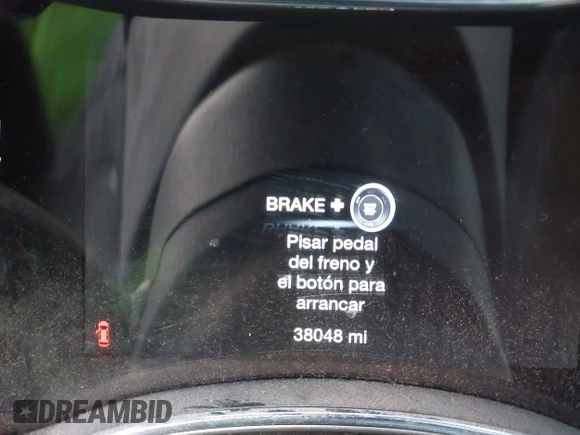 BRAKE +
Pisar pedal
del freno y
el botón para
arrancar
38048 mi
DREAMBID